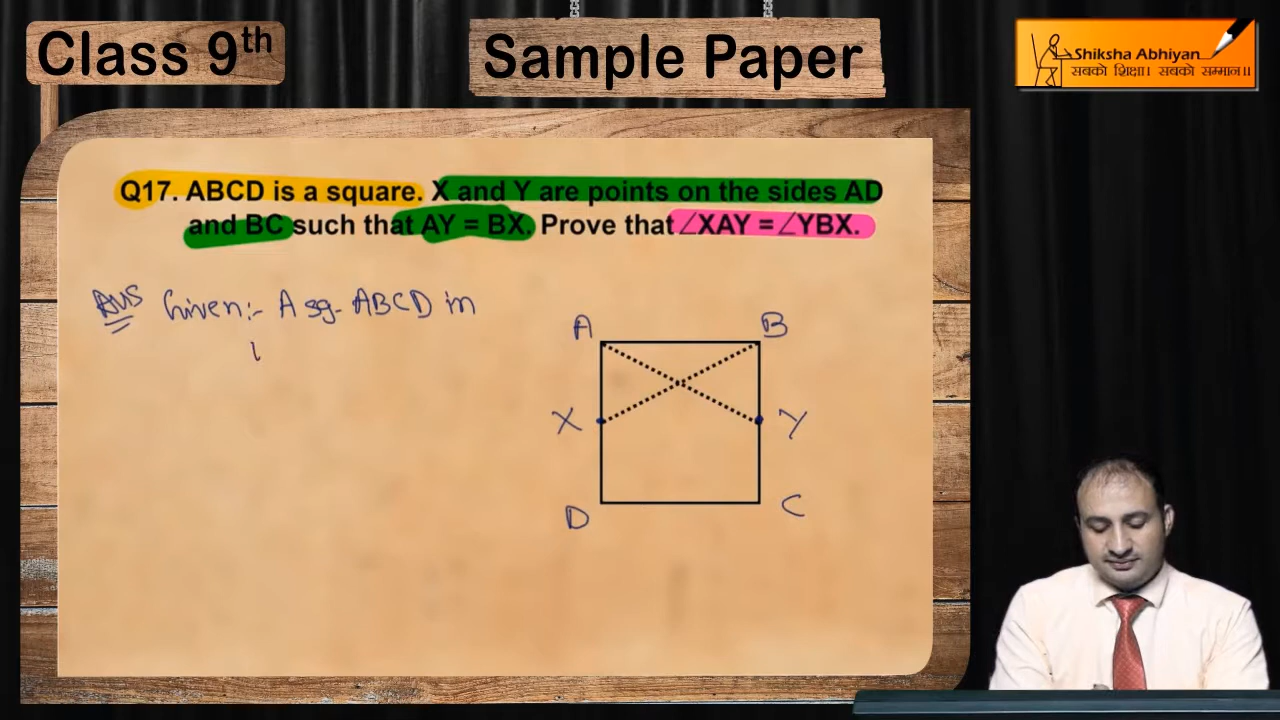 Class 9th
Sample Paper
Shiksha Abhiyan
सबको शिक्षा। सबको सम्मान।।
Q17. ABCD is a square. X and Y are points on the sides AD
and BC such that AY = BX. Prove that ∠XAY = ∠YBX.
Ans Given:- A sq. ABCD in
A B
X Y
D C